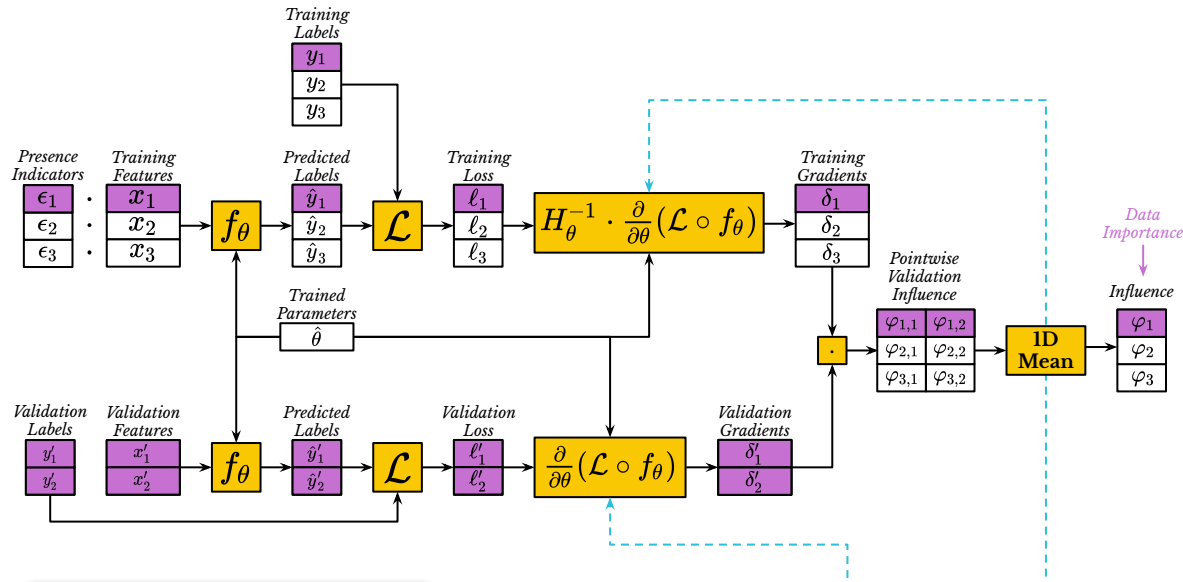 Training
Labels
y₁
y₂
y₃
Presence
Indicators
Training
Features
Predicted
Labels
Training
Loss
Training
Gradients
ϵ₁ · x₁
ϵ₂ · x₂
ϵ₃ · x₃
f_θ
ŷ₁
ŷ₂
ŷ₃
ℒ
ℓ₁
ℓ₂
ℓ₃
H_θ⁻¹ · ∂/∂θ (ℒ ∘ f_θ)
δ₁
δ₂
δ₃
Data
Importance
Trained
Parameters
θ̂
Pointwise
Validation
Influence
φ₁,₁ φ₁,₂
φ₂,₁ φ₂,₂
φ₃,₁ φ₃,₂
·
1D
Mean
Influence
φ₁
φ₂
φ₃
Validation
Labels
Validation
Features
Predicted
Labels
Validation
Loss
Validation
Gradients
y′₁
y′₂
x′₁
x′₂
f_θ
ŷ′₁
ŷ′₂
ℒ
ℓ′₁
ℓ′₂
∂/∂θ (ℒ ∘ f_θ)
δ′₁
δ′₂